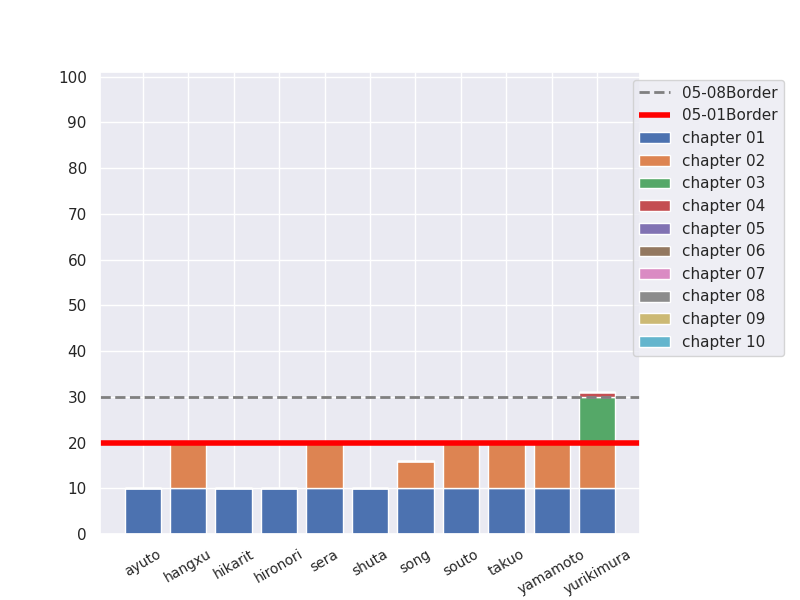 100
90
80
70
60
50
40
30
20
10
0
ayuto
hangxu
hikarit
hironori
sera
shuta
song
souto
takuo
yamamoto
yurikimura
05-08Border
05-01Border
chapter 01
chapter 02
chapter 03
chapter 04
chapter 05
chapter 06
chapter 07
chapter 08
chapter 09
chapter 10